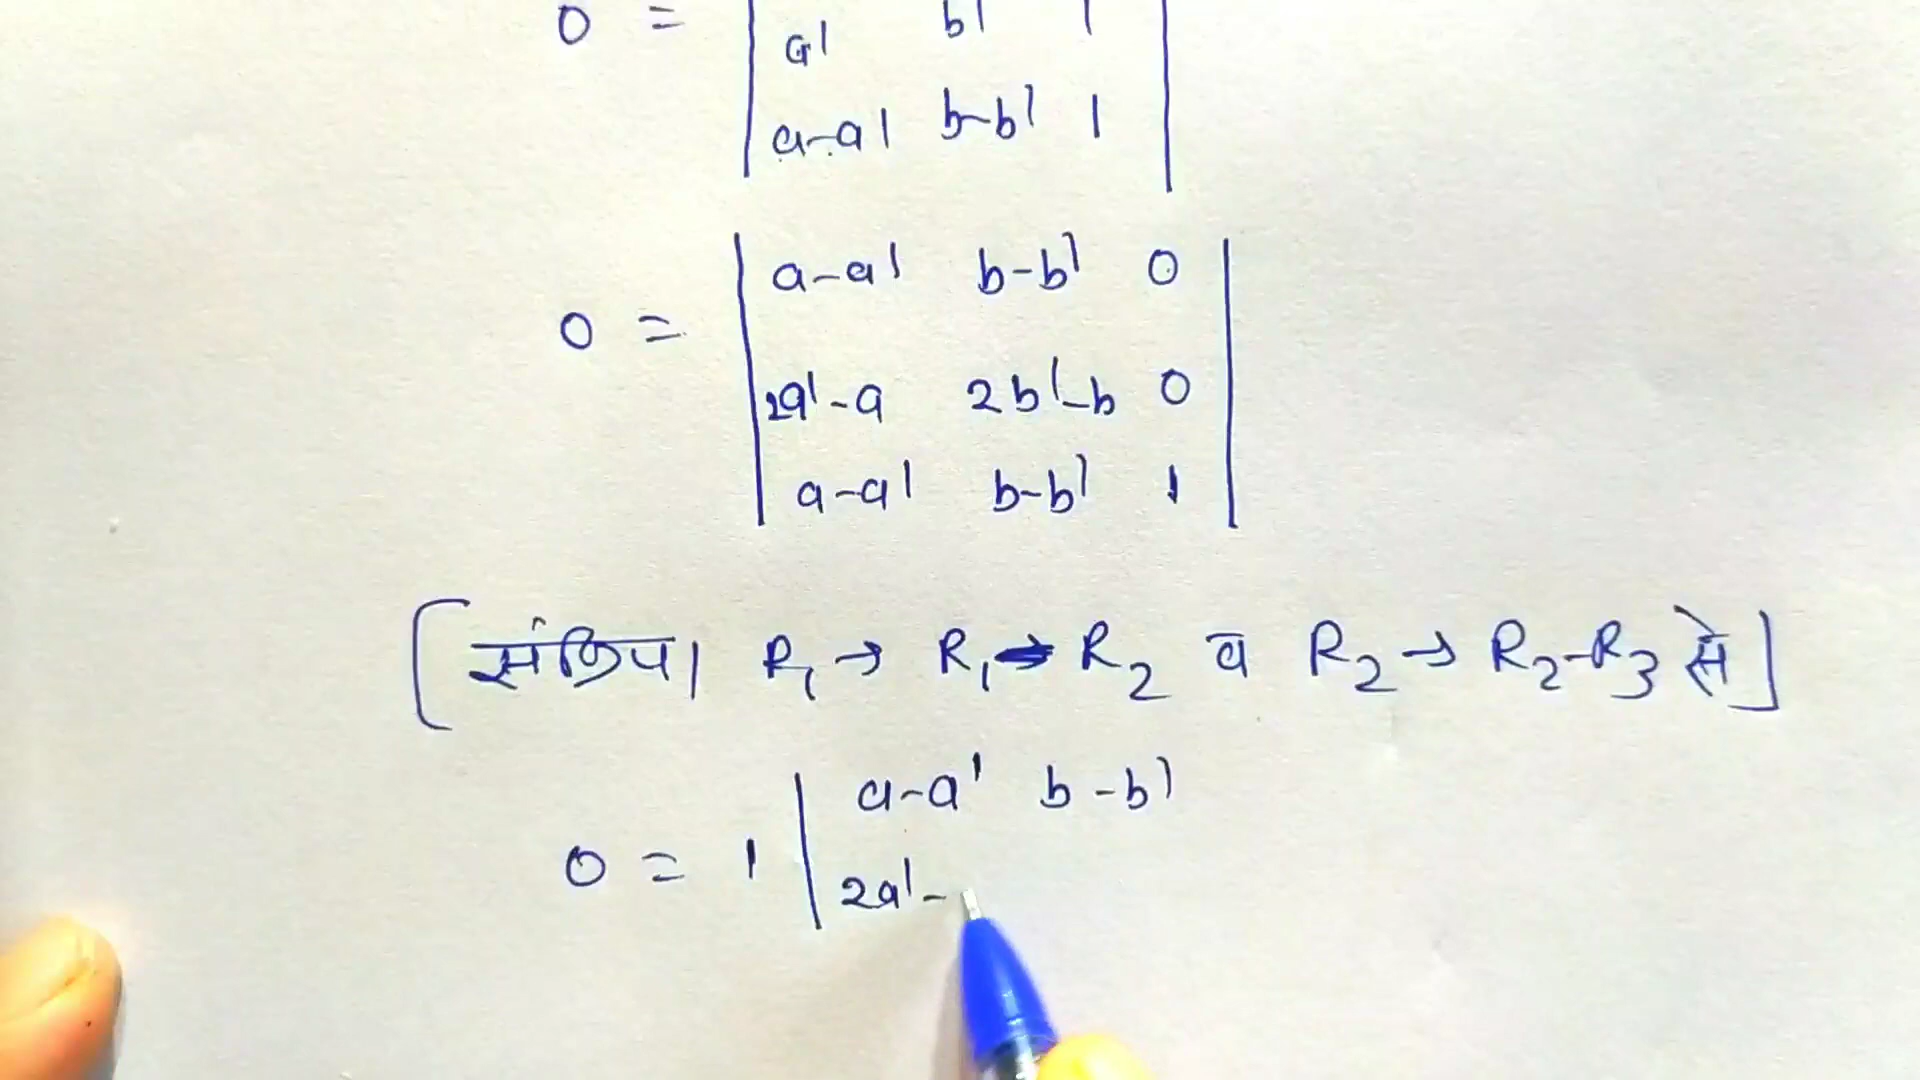 0 = | a' b' 1 |
| a-a' b-b' 1 |
| a-a' b-b' 0 |
0 = | 2a'-a 2b'-b 0 |
| a-a' b-b' 1 |
[संक्रिया R₁ → R₁ - R₂ व R₂ → R₂-R₃ से]
| a-a' b-b'
0 = 1 | 2a'-